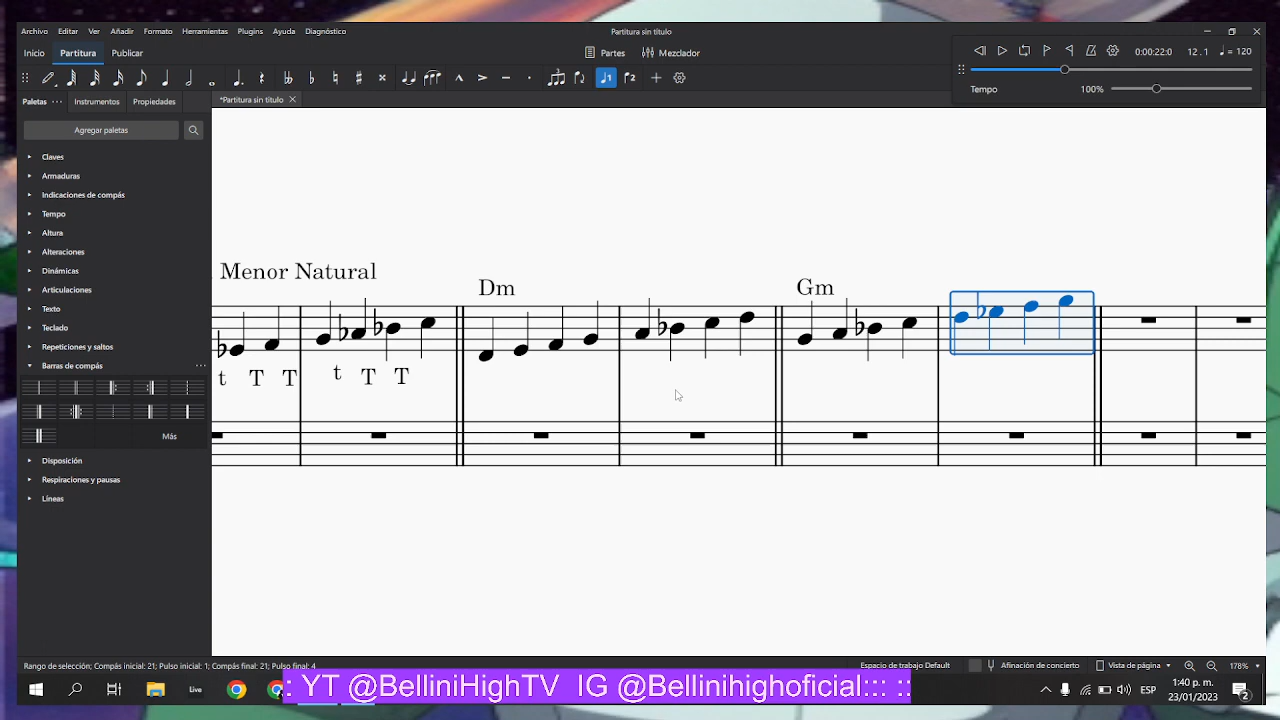 Archivo Editar Ver Añadir Formato Herramientas Plugins Ayuda Diagnóstico
Partitura sin título
Inicio Partitura Publicar
Partes Mezclador
0:00:22:0 12 . 1 = 120
Tempo 100%
Paletas Instrumentos Propiedades
*Partitura sin título
Agregar paletas
Claves
Armaduras
Indicaciones de compás
Tempo
Altura
Alteraciones
Dinámicas
Articulaciones
Texto
Teclado
Repeticiones y saltos
Barras de compás
Más
Disposición
Respiraciones y pausas
Líneas
Menor Natural
Dm
Gm
t T T t T T
Rango de selección; Compás inicial: 21; Pulso inicial: 1; Compás final: 21; Pulso final: 4
Espacio de trabajo Default Afinación de concierto Vista de página 178%
Live
:: YT @BelliniHighTV IG @Bellinihighoficial::: ::
ESP
1:40 p. m.
23/01/2023
2